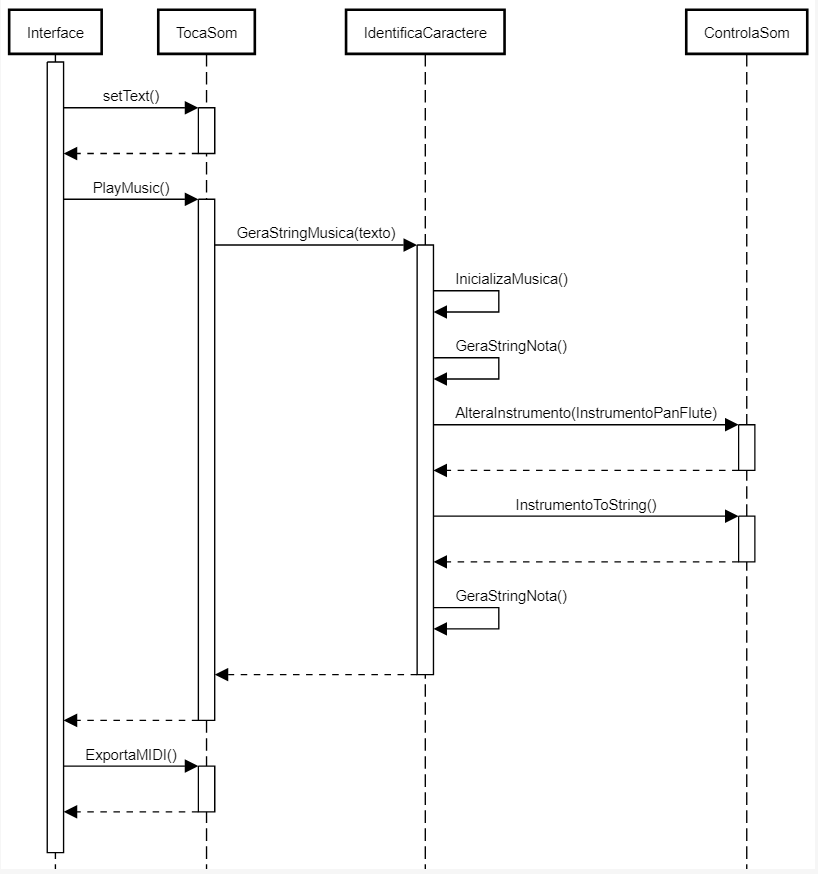 Interface
TocaSom
IdentificaCaractere
ControlaSom
setText()
PlayMusic()
GeraStringMusica(texto)
InicializaMusica()
GeraStringNota()
AlteraInstrumento(InstrumentoPanFlute)
InstrumentoToString()
GeraStringNota()
ExportaMIDI()